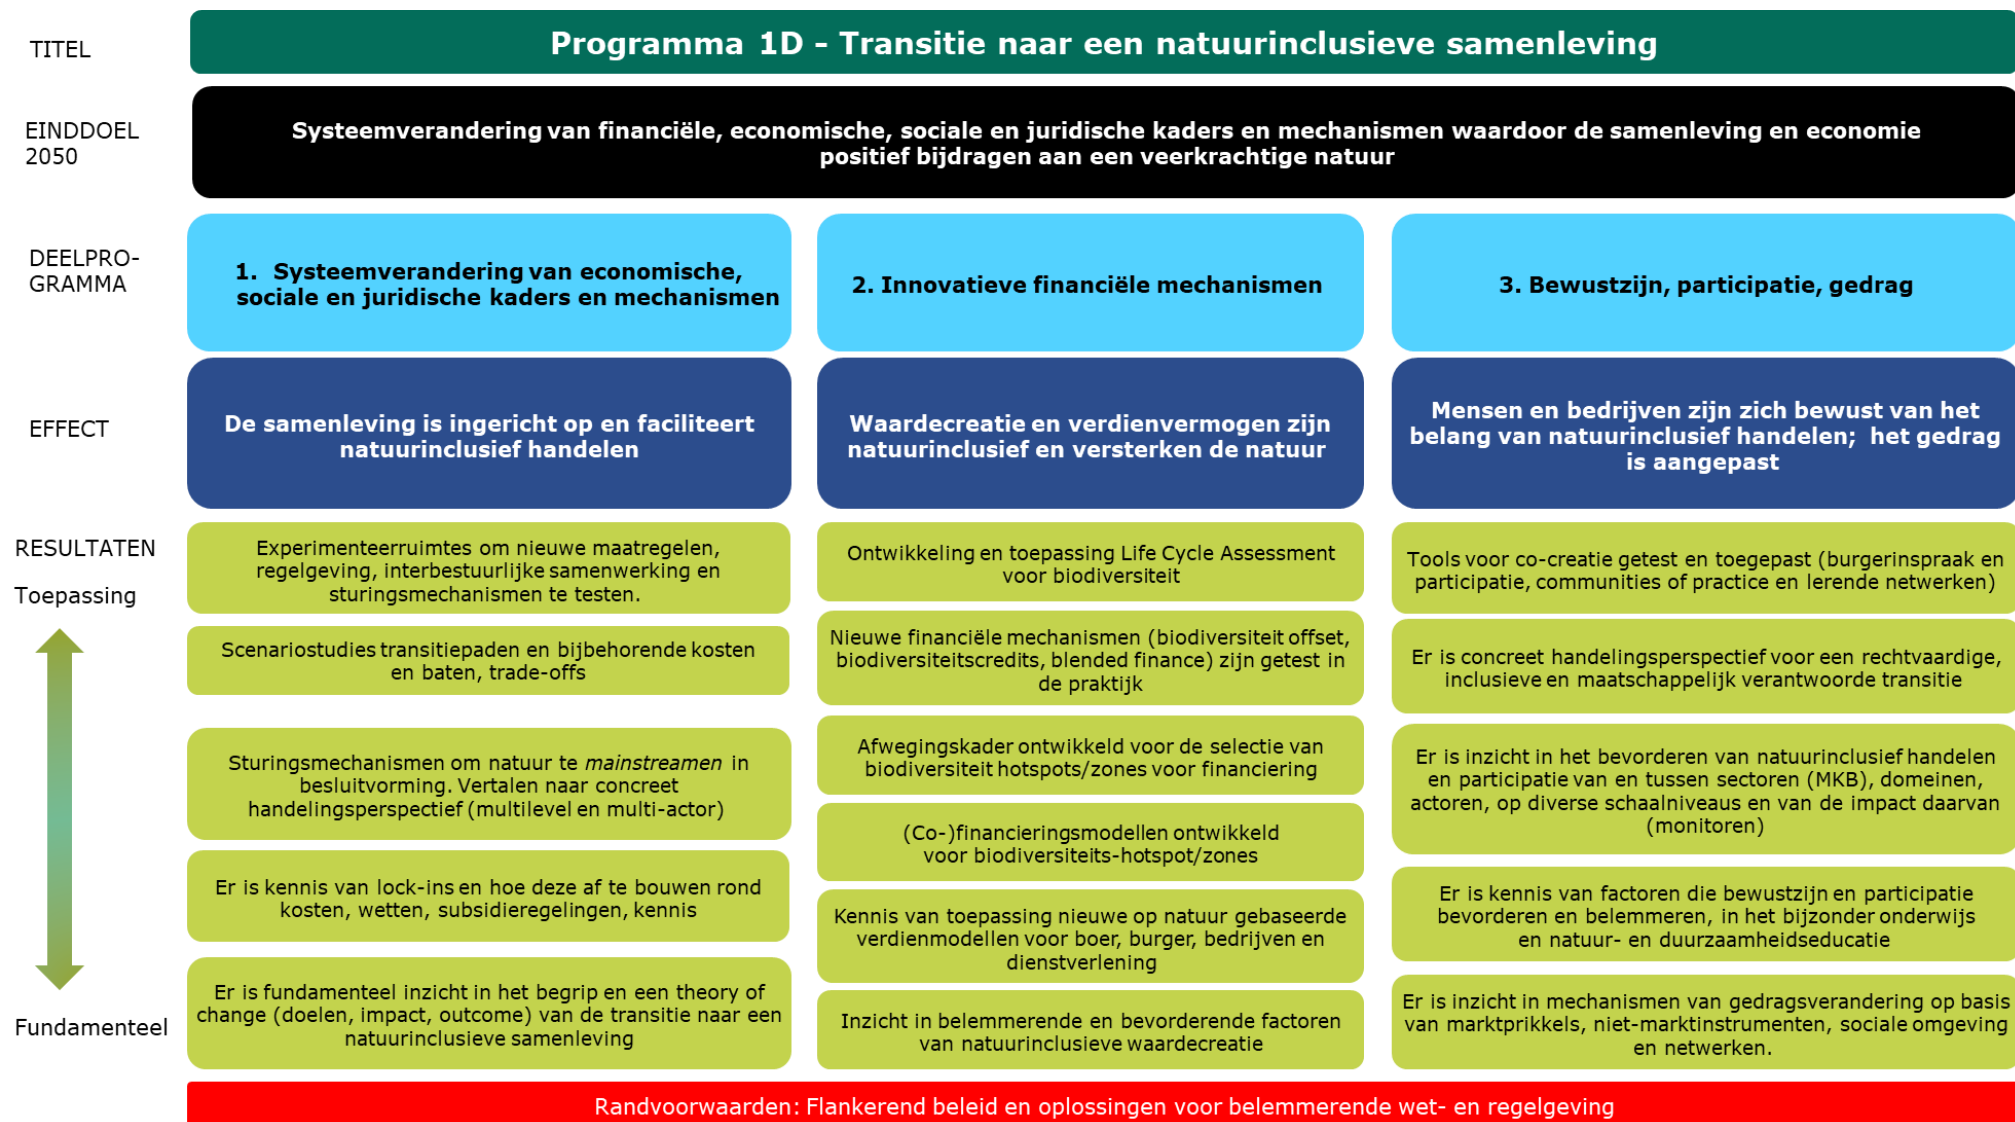 TITEL
Programma 1D - Transitie naar een natuurinclusieve samenleving
EINDDOEL
2050
Systeemverandering van financiële, economische, sociale en juridische kaders en mechanismen waardoor de samenleving en economie
positief bijdragen aan een veerkrachtige natuur
DEELPRO-
GRAMMA
1. Systeemverandering van economische,
sociale en juridische kaders en mechanismen
2. Innovatieve financiële mechanismen
3. Bewustzijn, participatie, gedrag
EFFECT
De samenleving is ingericht op en faciliteert
natuurinclusief handelen
Waardecreatie en verdienvermogen zijn
natuurinclusief en versterken de natuur
Mensen en bedrijven zijn zich bewust van het
belang van natuurinclusief handelen; het gedrag
is aangepast
RESULTATEN
Toepassing
Fundamenteel
Experimenteerruimtes om nieuwe maatregelen,
regelgeving, interbestuurlijke samenwerking en
sturingsmechanismen te testen.
Scenariostudies transitiepaden en bijbehorende kosten
en baten, trade-offs
Sturingsmechanismen om natuur te mainstreamen in
besluitvorming. Vertalen naar concreet
handelingsperspectief (multilevel en multi-actor)
Er is kennis van lock-ins en hoe deze af te bouwen rond
kosten, wetten, subsidieregelingen, kennis
Er is fundamenteel inzicht in het begrip en een theory of
change (doelen, impact, outcome) van de transitie naar een
natuurinclusieve samenleving
Ontwikkeling en toepassing Life Cycle Assessment
voor biodiversiteit
Nieuwe financiële mechanismen (biodiversiteit offset,
biodiversiteitscredits, blended finance) zijn getest in
de praktijk
Afwegingskader ontwikkeld voor de selectie van
biodiversiteit hotspots/zones voor financiering
(Co-)financieringsmodellen ontwikkeld
voor biodiversiteits-hotspot/zones
Kennis van toepassing nieuwe op natuur gebaseerde
verdienmodellen voor boer, burger, bedrijven en
dienstverlening
Inzicht in belemmerende en bevorderende factoren
van natuurinclusieve waardecreatie
Tools voor co-creatie getest en toegepast (burgerinspraak en
participatie, communities of practice en lerende netwerken)
Er is concreet handelingsperspectief voor een rechtvaardige,
inclusieve en maatschappelijk verantwoorde transitie
Er is inzicht in het bevorderen van natuurinclusief handelen
en participatie van en tussen sectoren (MKB), domeinen,
actoren, op diverse schaalniveaus en van de impact daarvan
(monitoren)
Er is kennis van factoren die bewustzijn en participatie
bevorderen en belemmeren, in het bijzonder onderwijs
en natuur- en duurzaamheidseducatie
Er is inzicht in mechanismen van gedragsverandering op basis
van marktprikkels, niet-marktinstrumenten, sociale omgeving
en netwerken.
Randvoorwaarden: Flankerend beleid en oplossingen voor belemmerende wet- en regelgeving